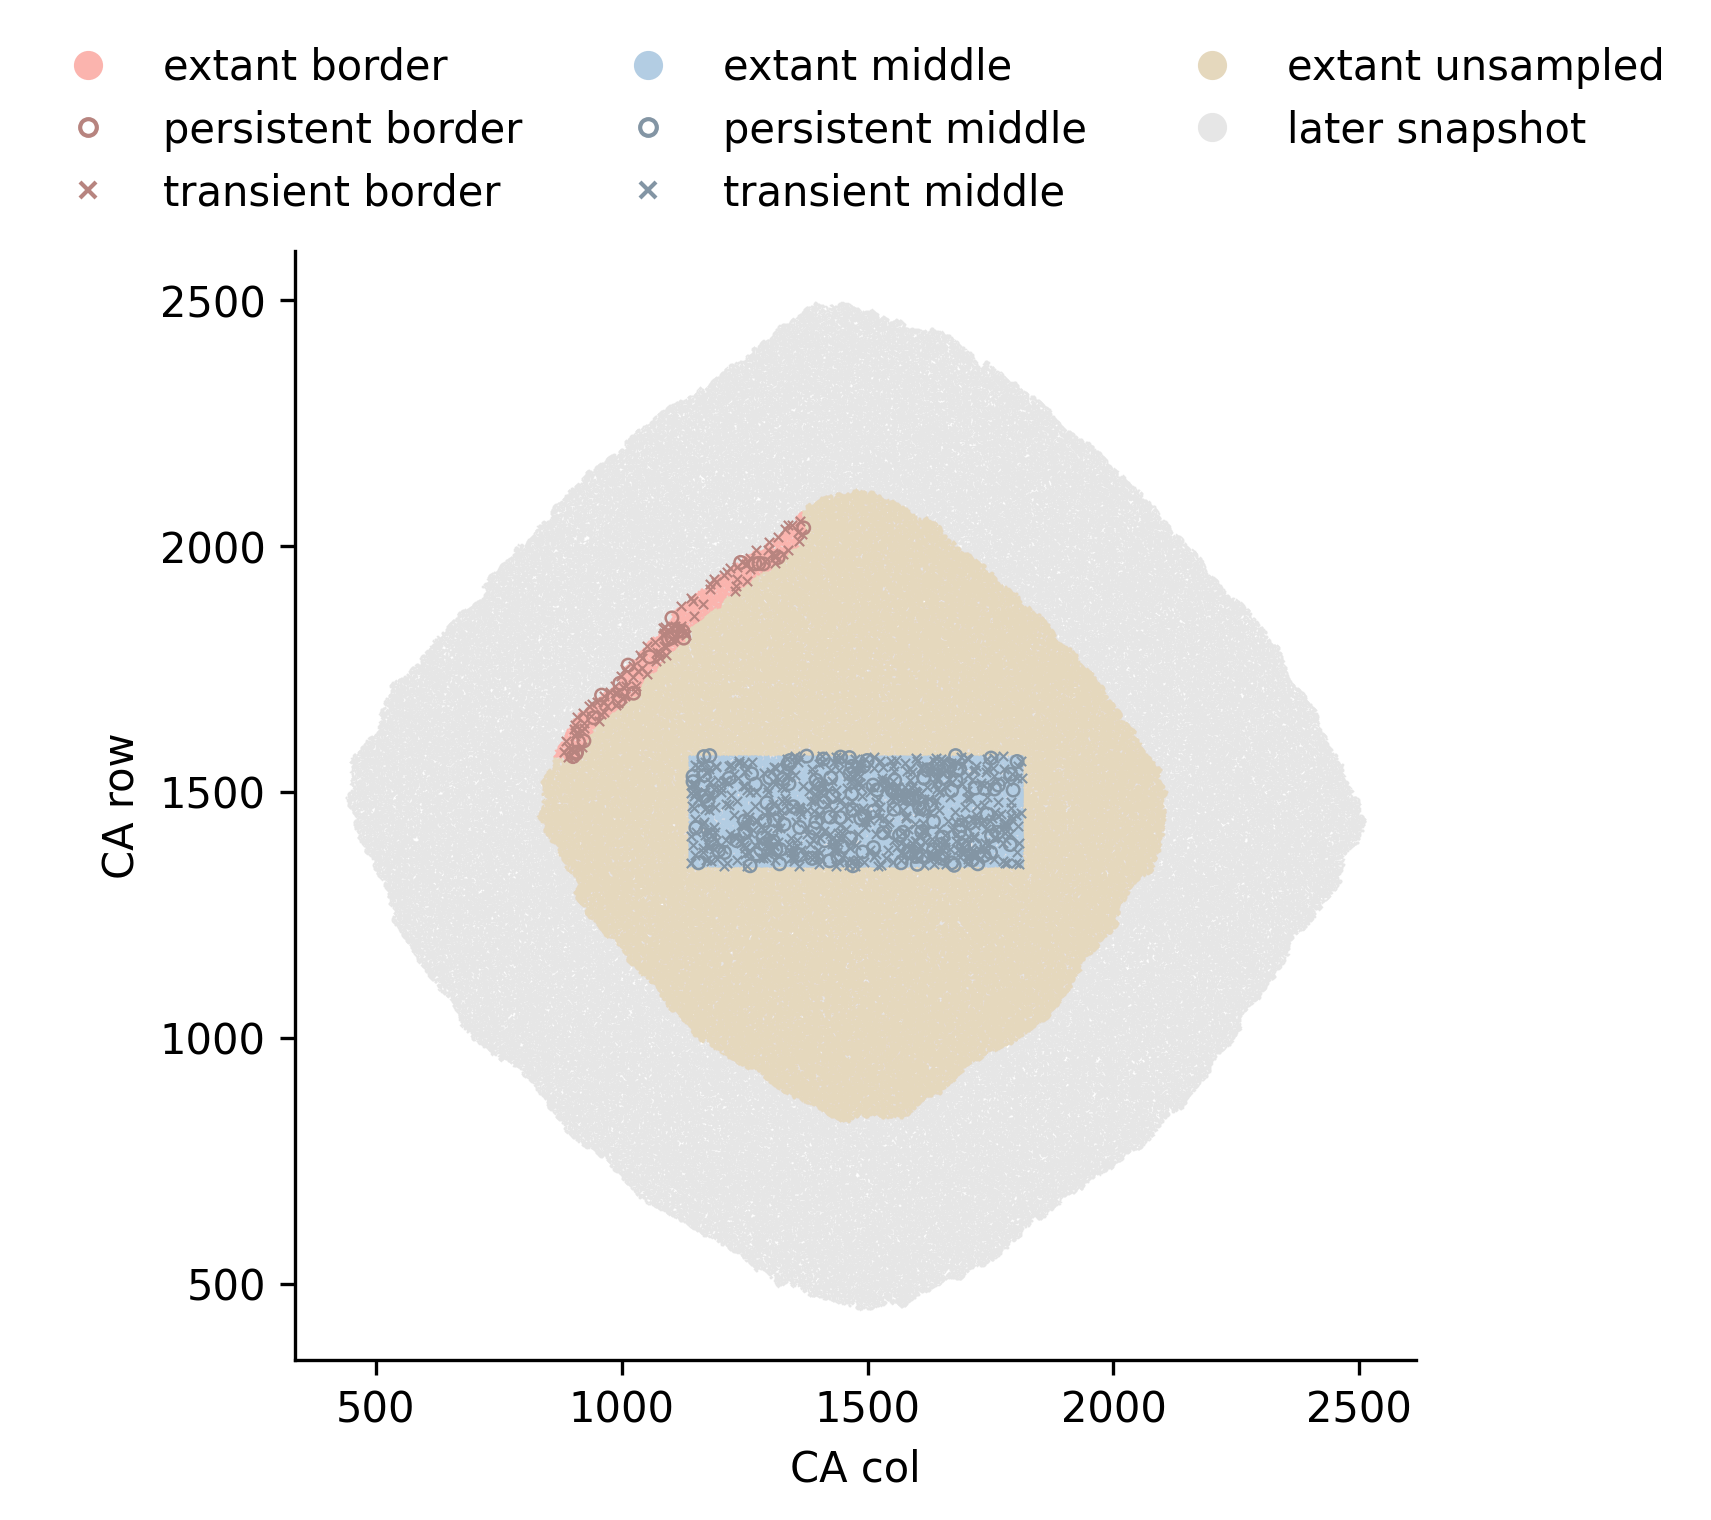 extant border extant middle extant unsampled
persistent border persistent middle later snapshot
transient border transient middle
2500
2000
1500
1000
500
CA row
500 1000 1500 2000 2500
CA col